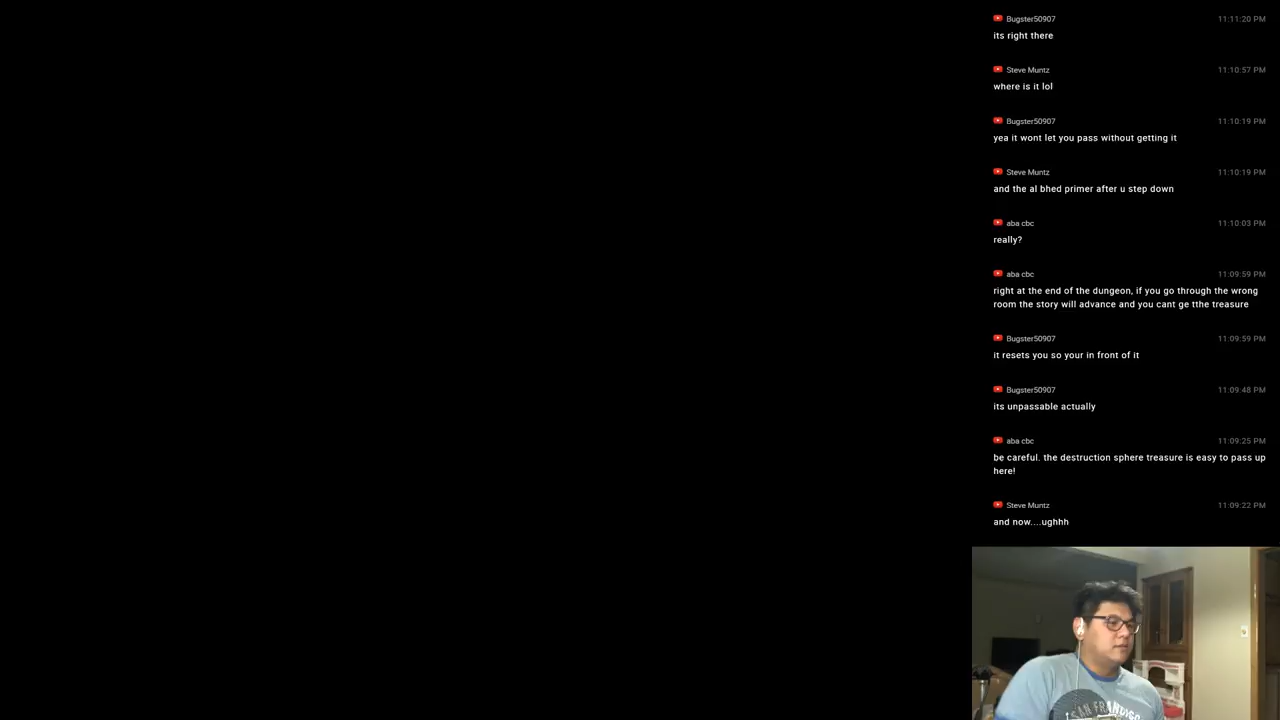 Bugster50907 11:11:20 PM
its right there
Steve Muntz 11:10:57 PM
where is it lol
Bugster50907 11:10:19 PM
yea it wont let you pass without getting it
Steve Muntz 11:10:19 PM
and the al bhed primer after u step down
aba cbc 11:10:03 PM
really?
aba cbc 11:09:59 PM
right at the end of the dungeon, if you go through the wrong
room the story will advance and you cant ge tthe treasure
Bugster50907 11:09:59 PM
it resets you so your in front of it
Bugster50907 11:09:48 PM
its unpassable actually
aba cbc 11:09:25 PM
be careful. the destruction sphere treasure is easy to pass up
here!
Steve Muntz 11:09:22 PM
and now....ughhh
SAN FRANDIGO